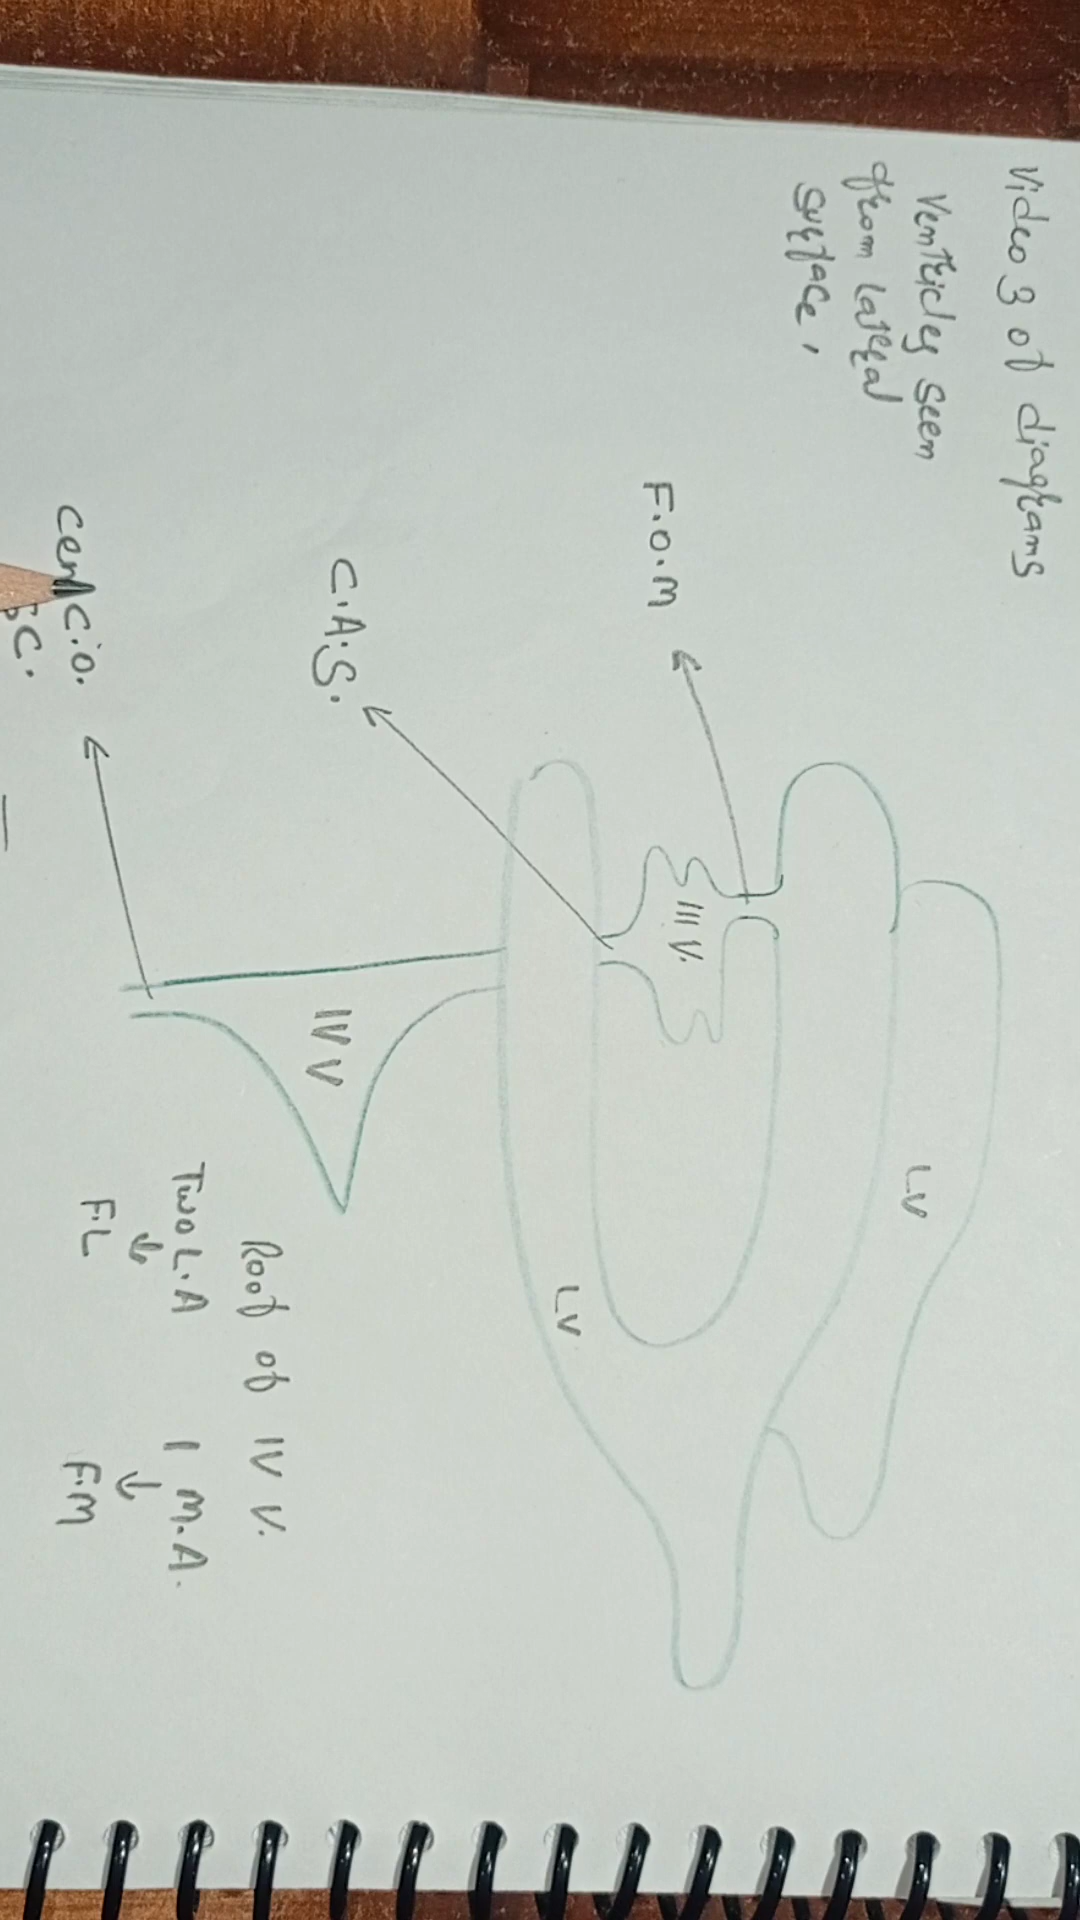 Video 3 of diagrams
Ventricles seen
from lateral
surface,
F.O.M
C.A.S.
III V.
LV
LV
IV V
C.O.
C.
Roof of IV V.
Two L.A 1 M.A.
F.L F.M